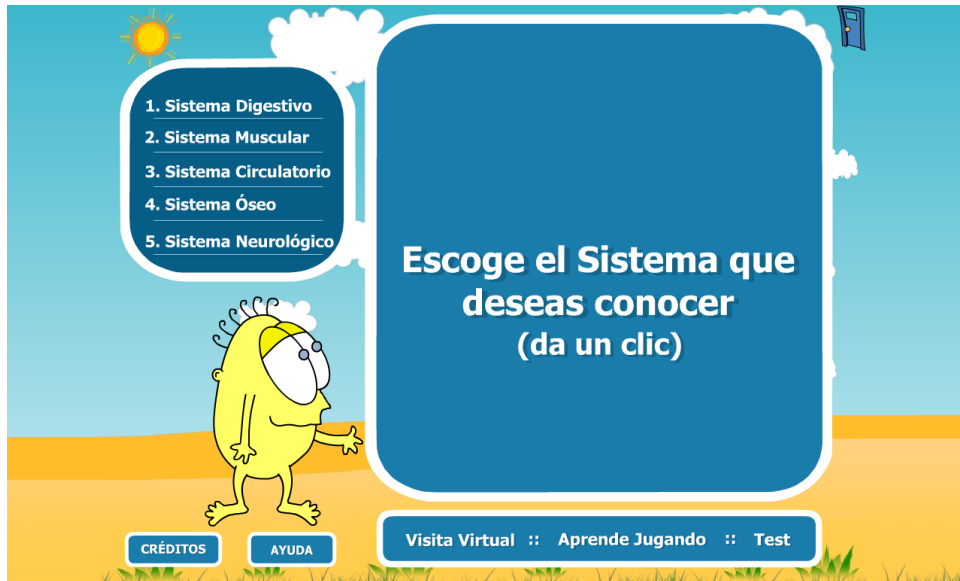 1. Sistema Digestivo
2. Sistema Muscular
3. Sistema Circulatorio
4. Sistema Óseo
5. Sistema Neurológico
Escoge el Sistema que
deseas conocer
(da un clic)
CRÉDITOS
AYUDA
Visita Virtual :: Aprende Jugando :: Test